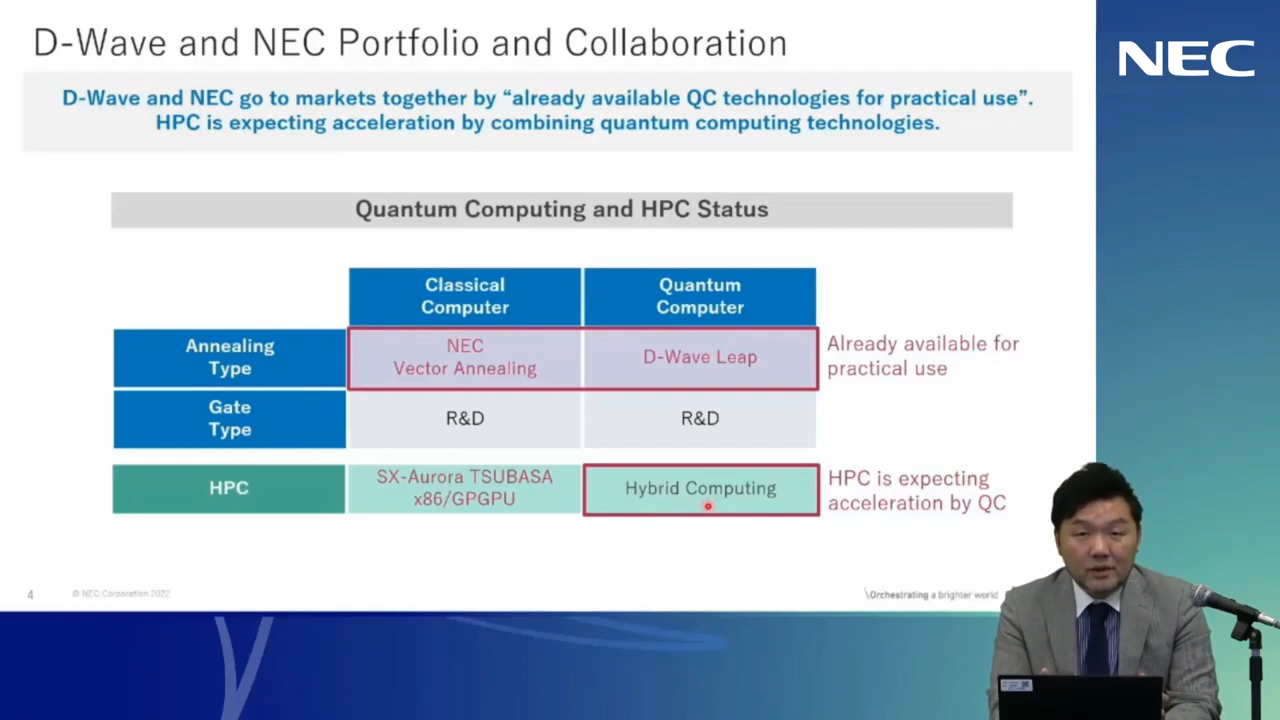 D-Wave and NEC Portfolio and Collaboration
NEC
D-Wave and NEC go to markets together by “already available QC technologies for practical use”.
HPC is expecting acceleration by combining quantum computing technologies.
Quantum Computing and HPC Status
Classical
Computer
Quantum
Computer
Annealing
Type
NEC
Vector Annealing
D-Wave Leap
Already available for
practical use
Gate
Type
R&D
R&D
HPC
SX-Aurora TSUBASA
x86/GPGPU
Hybrid Computing
HPC is expecting
acceleration by QC
4
© NEC Corporation 2022
\Orchestrating a brighter world